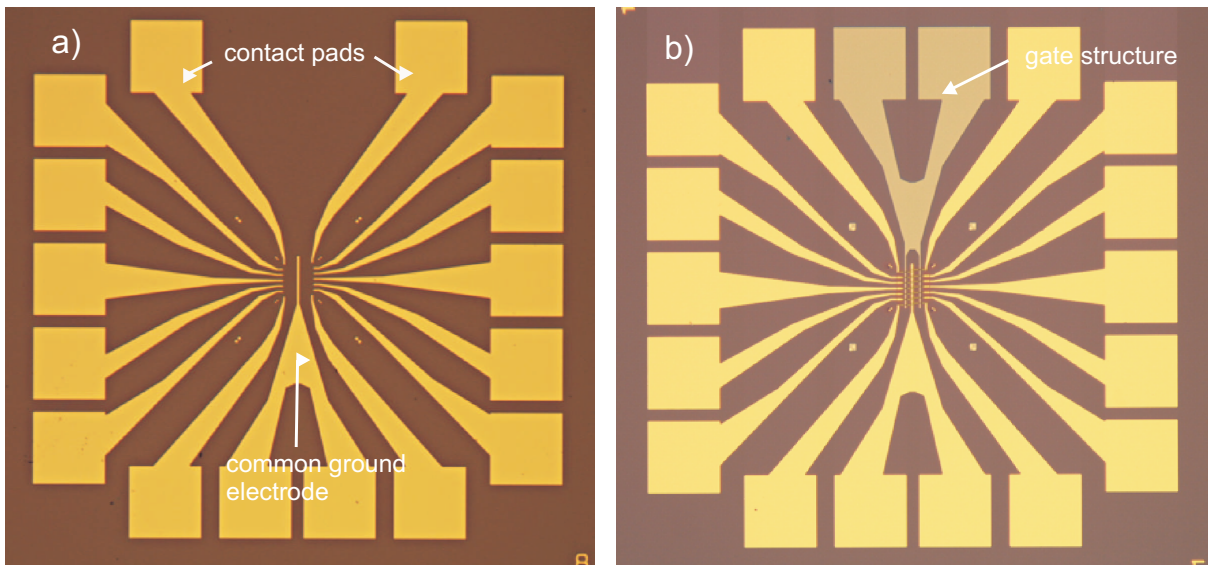 a)
contact pads
common ground
electrode
b)
gate structure